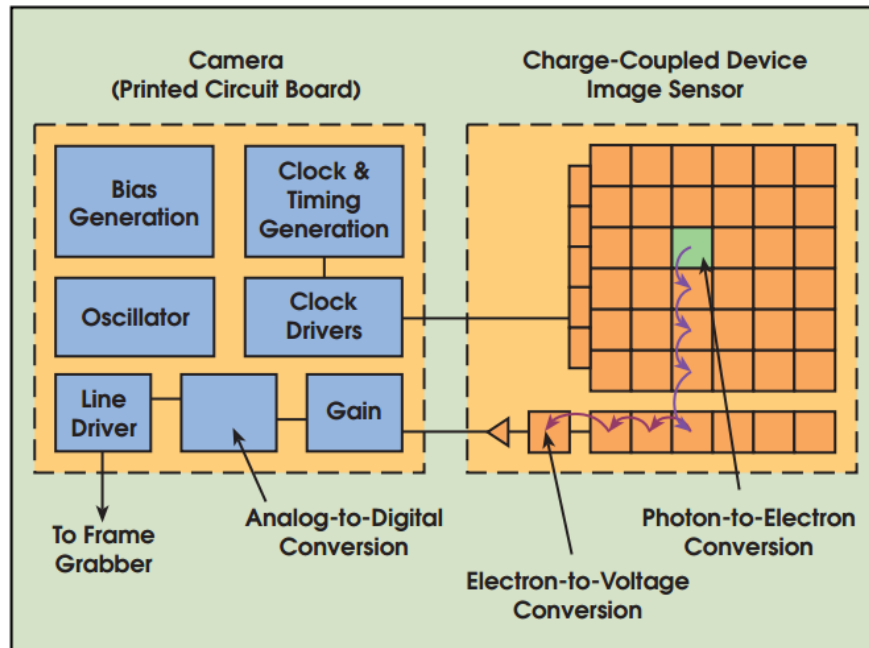 Camera
(Printed Circuit Board)
Charge-Coupled Device
Image Sensor
Bias
Generation
Clock &
Timing
Generation
Oscillator
Clock
Drivers
Line
Driver
Gain
To Frame
Grabber
Analog-to-Digital
Conversion
Electron-to-Voltage
Conversion
Photon-to-Electron
Conversion